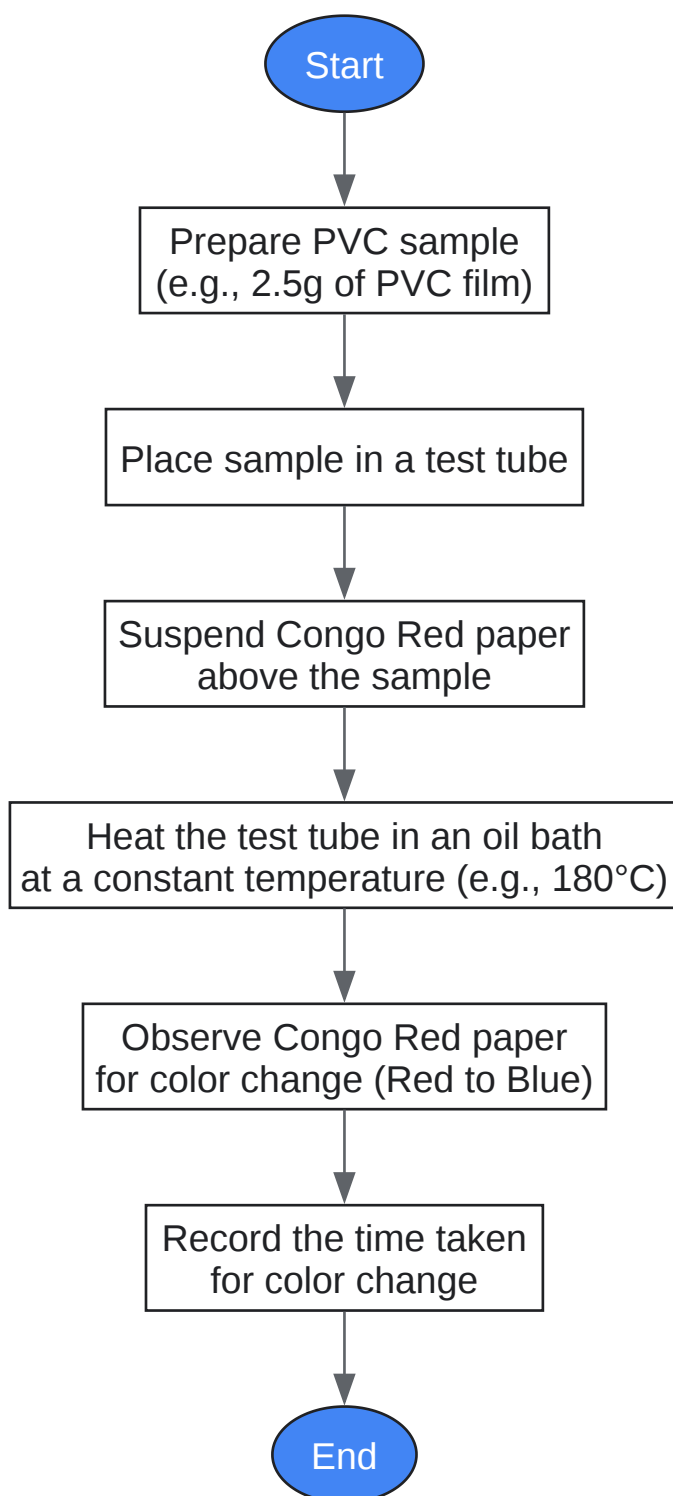 Start
Prepare PVC sample
(e.g., 2.5g of PVC film)
Place sample in a test tube
Suspend Congo Red paper
above the sample
Heat the test tube in an oil bath
at a constant temperature (e.g., 180°C)
Observe Congo Red paper
for color change (Red to Blue)
Record the time taken
for color change
End